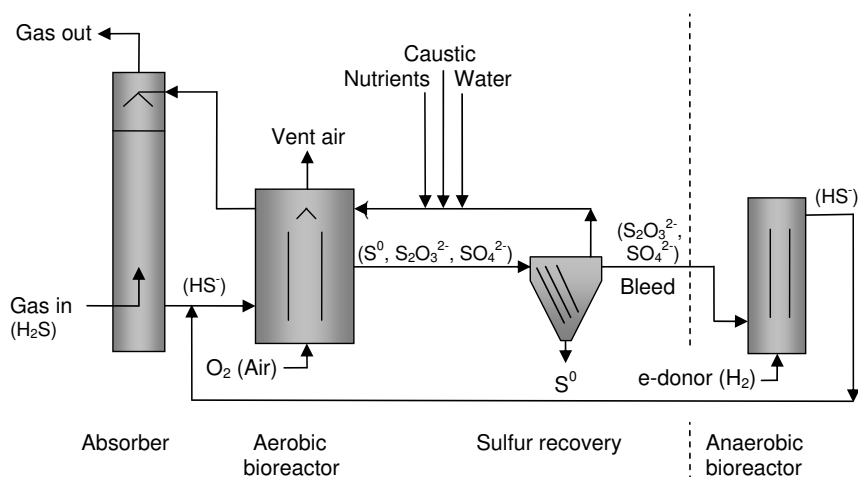 Gas out
Caustic
Nutrients
Water
Vent air
(HS⁻)
(S⁰, S₂O₃²⁻, SO₄²⁻)
(S₂O₃²⁻,
SO₄²⁻)
Bleed
Gas in
(H₂S)
(HS⁻)
O₂ (Air)
S⁰
e-donor (H₂)
Absorber
Aerobic
bioreactor
Sulfur recovery
Anaerobic
bioreactor